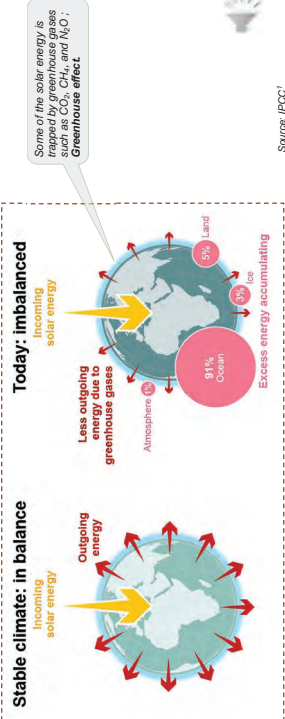 Stable climate: in balance
Incoming
solar energy
Outgoing
energy
Today: imbalanced
Incoming
solar energy
Less outgoing
energy due to
greenhouse gases
Atmosphere 1%
91%
Ocean
3%
Ice
5%
Land
Excess energy accumulating
Some of the solar energy is
trapped by greenhouse gases
such as CO₂, CH₄, and N₂O ;
Greenhouse effect.
Source: IPCC¹